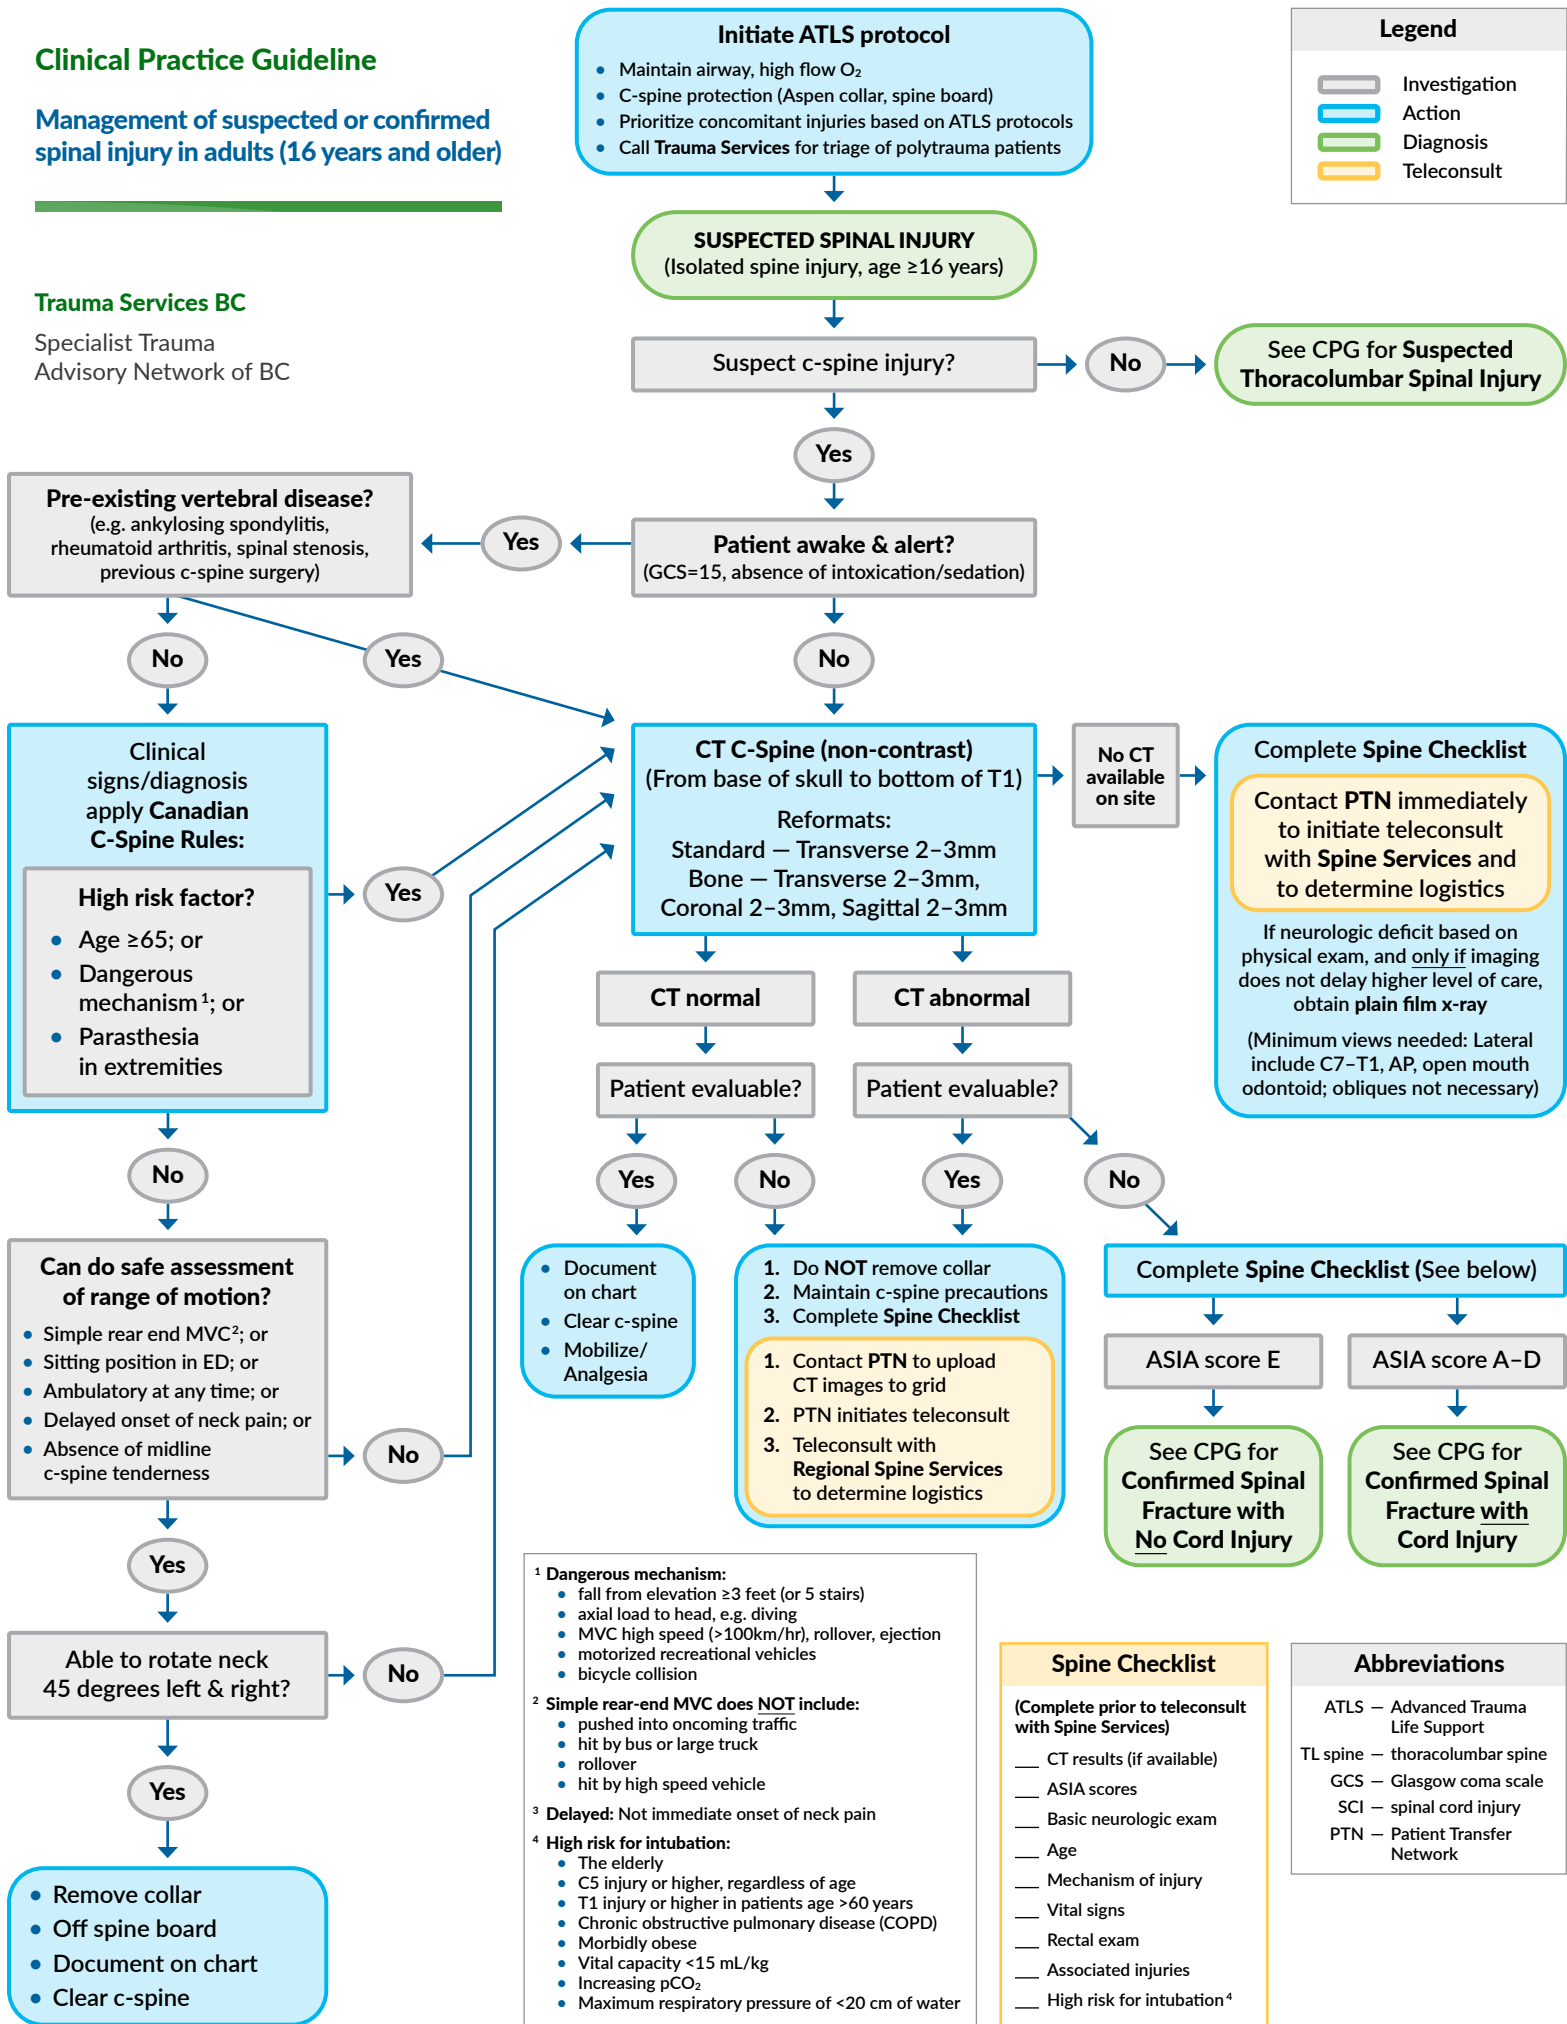 Clinical Practice Guideline
Management of suspected or confirmed
spinal injury in adults (16 years and older)
Trauma Services BC
Specialist Trauma
Advisory Network of BC
Initiate ATLS protocol
• Maintain airway, high flow O₂
• C-spine protection (Aspen collar, spine board)
• Prioritize concomitant injuries based on ATLS protocols
• Call Trauma Services for triage of polytrauma patients
Legend
Investigation
Action
Diagnosis
Teleconsult
SUSPECTED SPINAL INJURY
(Isolated spine injury, age ≥16 years)
Suspect c-spine injury?
No
See CPG for Suspected
Thoracolumbar Spinal Injury
Yes
Patient awake & alert?
(GCS=15, absence of intoxication/sedation)
Yes
Pre-existing vertebral disease?
(e.g. ankylosing spondylitis,
rheumatoid arthritis, spinal stenosis,
previous c-spine surgery)
No
Yes
No
Clinical
signs/diagnosis
apply Canadian
C-Spine Rules:
High risk factor?
• Age ≥65; or
• Dangerous
mechanism¹; or
• Parasthesia
in extremities
Yes
CT C-Spine (non-contrast)
(From base of skull to bottom of T1)
Reformats:
Standard — Transverse 2–3mm
Bone — Transverse 2–3mm,
Coronal 2–3mm, Sagittal 2–3mm
No CT
available
on site
Complete Spine Checklist
Contact PTN immediately
to initiate teleconsult
with Spine Services and
to determine logistics
If neurologic deficit based on
physical exam, and only if imaging
does not delay higher level of care,
obtain plain film x-ray
(Minimum views needed: Lateral
include C7–T1, AP, open mouth
odontoid; obliques not necessary)
CT normal
CT abnormal
Patient evaluable?
Patient evaluable?
Yes
No
Yes
No
No
Can do safe assessment
of range of motion?
• Simple rear end MVC²; or
• Sitting position in ED; or
• Ambulatory at any time; or
• Delayed onset of neck pain; or
• Absence of midline
c-spine tenderness
No
Yes
Able to rotate neck
45 degrees left & right?
No
Yes
• Remove collar
• Off spine board
• Document on chart
• Clear c-spine
• Document
on chart
• Clear c-spine
• Mobilize/
Analgesia
1. Do NOT remove collar
2. Maintain c-spine precautions
3. Complete Spine Checklist
1. Contact PTN to upload
CT images to grid
2. PTN initiates teleconsult
3. Teleconsult with
Regional Spine Services
to determine logistics
Complete Spine Checklist (See below)
ASIA score E
ASIA score A–D
See CPG for
Confirmed Spinal
Fracture with
No Cord Injury
See CPG for
Confirmed Spinal
Fracture with
Cord Injury
¹ Dangerous mechanism:
• fall from elevation ≥3 feet (or 5 stairs)
• axial load to head, e.g. diving
• MVC high speed (>100km/hr), rollover, ejection
• motorized recreational vehicles
• bicycle collision
² Simple rear-end MVC does NOT include:
• pushed into oncoming traffic
• hit by bus or large truck
• rollover
• hit by high speed vehicle
³ Delayed: Not immediate onset of neck pain
⁴ High risk for intubation:
• The elderly
• C5 injury or higher, regardless of age
• T1 injury or higher in patients age >60 years
• Chronic obstructive pulmonary disease (COPD)
• Morbidly obese
• Vital capacity <15 mL/kg
• Increasing pCO₂
• Maximum respiratory pressure of <20 cm of water
Spine Checklist
(Complete prior to teleconsult
with Spine Services)
___ CT results (if available)
___ ASIA scores
___ Basic neurologic exam
___ Age
___ Mechanism of injury
___ Vital signs
___ Rectal exam
___ Associated injuries
___ High risk for intubation⁴
Abbreviations
ATLS — Advanced Trauma
Life Support
TL spine — thoracolumbar spine
GCS — Glasgow coma scale
SCI — spinal cord injury
PTN — Patient Transfer
Network